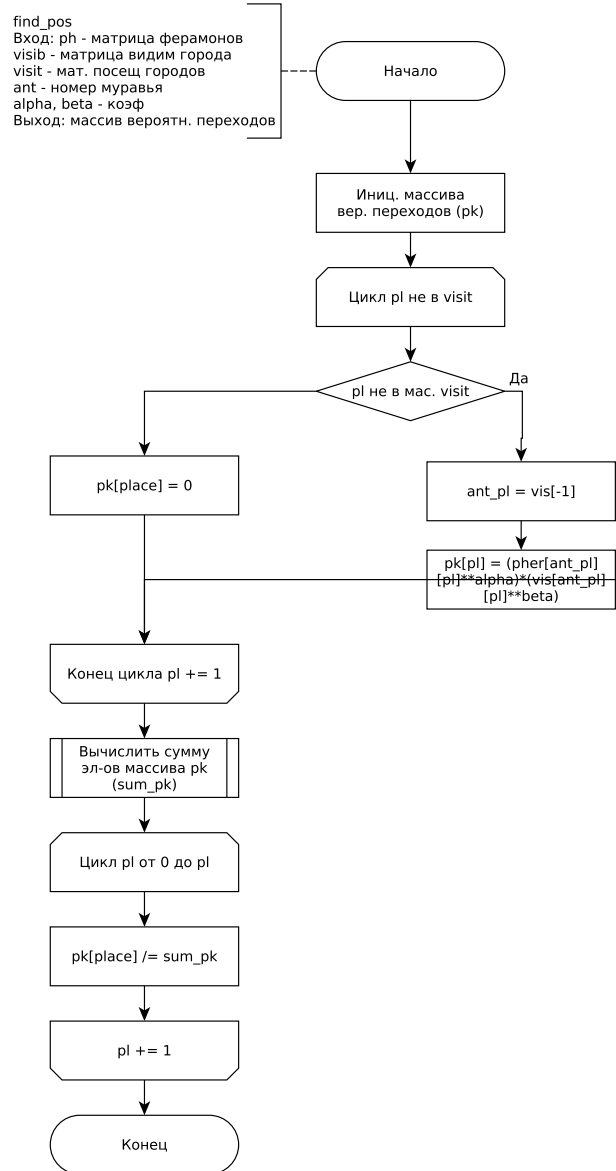 find_pos
Вход: ph - матрица ферамонов
visib - матрица видим города
visit - мат. посещ городов
ant - номер муравья
alpha, beta - коэф
Выход: массив вероятн. переходов
Начало
Иниц. массива
вер. переходов (pk)
Цикл pl не в visit
pl не в мас. visit
Да
pk[place] = 0
ant_pl = vis[-1]
pk[pl] = (pher[ant_pl]
[pl]**alpha)*(vis[ant_pl]
[pl]**beta)
Конец цикла pl += 1
Вычислить сумму
эл-ов массива pk
(sum_pk)
Цикл pl от 0 до pl
pk[place] /= sum_pk
pl += 1
Конец